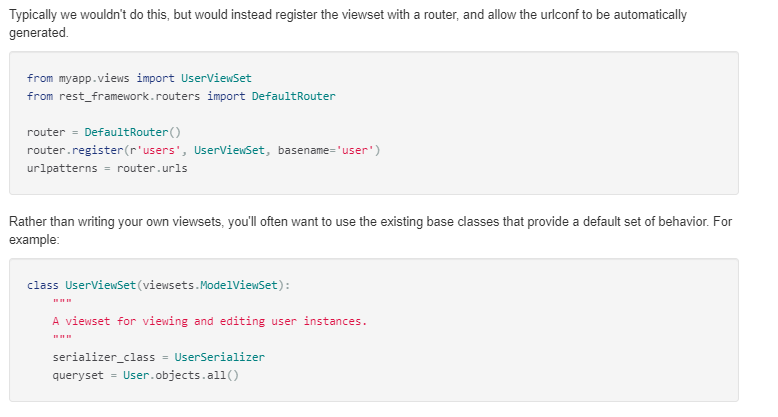 Typically we wouldn't do this, but would instead register the viewset with a router, and allow the urlconf to be automatically
generated.
from myapp.views import UserViewSet
from rest_framework.routers import DefaultRouter
router = DefaultRouter()
router.register(r'users', UserViewSet, basename='user')
urlpatterns = router.urls
Rather than writing your own viewsets, you'll often want to use the existing base classes that provide a default set of behavior. For
example:
class UserViewSet(viewsets.ModelViewSet):
    """
    A viewset for viewing and editing user instances.
    """
    serializer_class = UserSerializer
    queryset = User.objects.all()